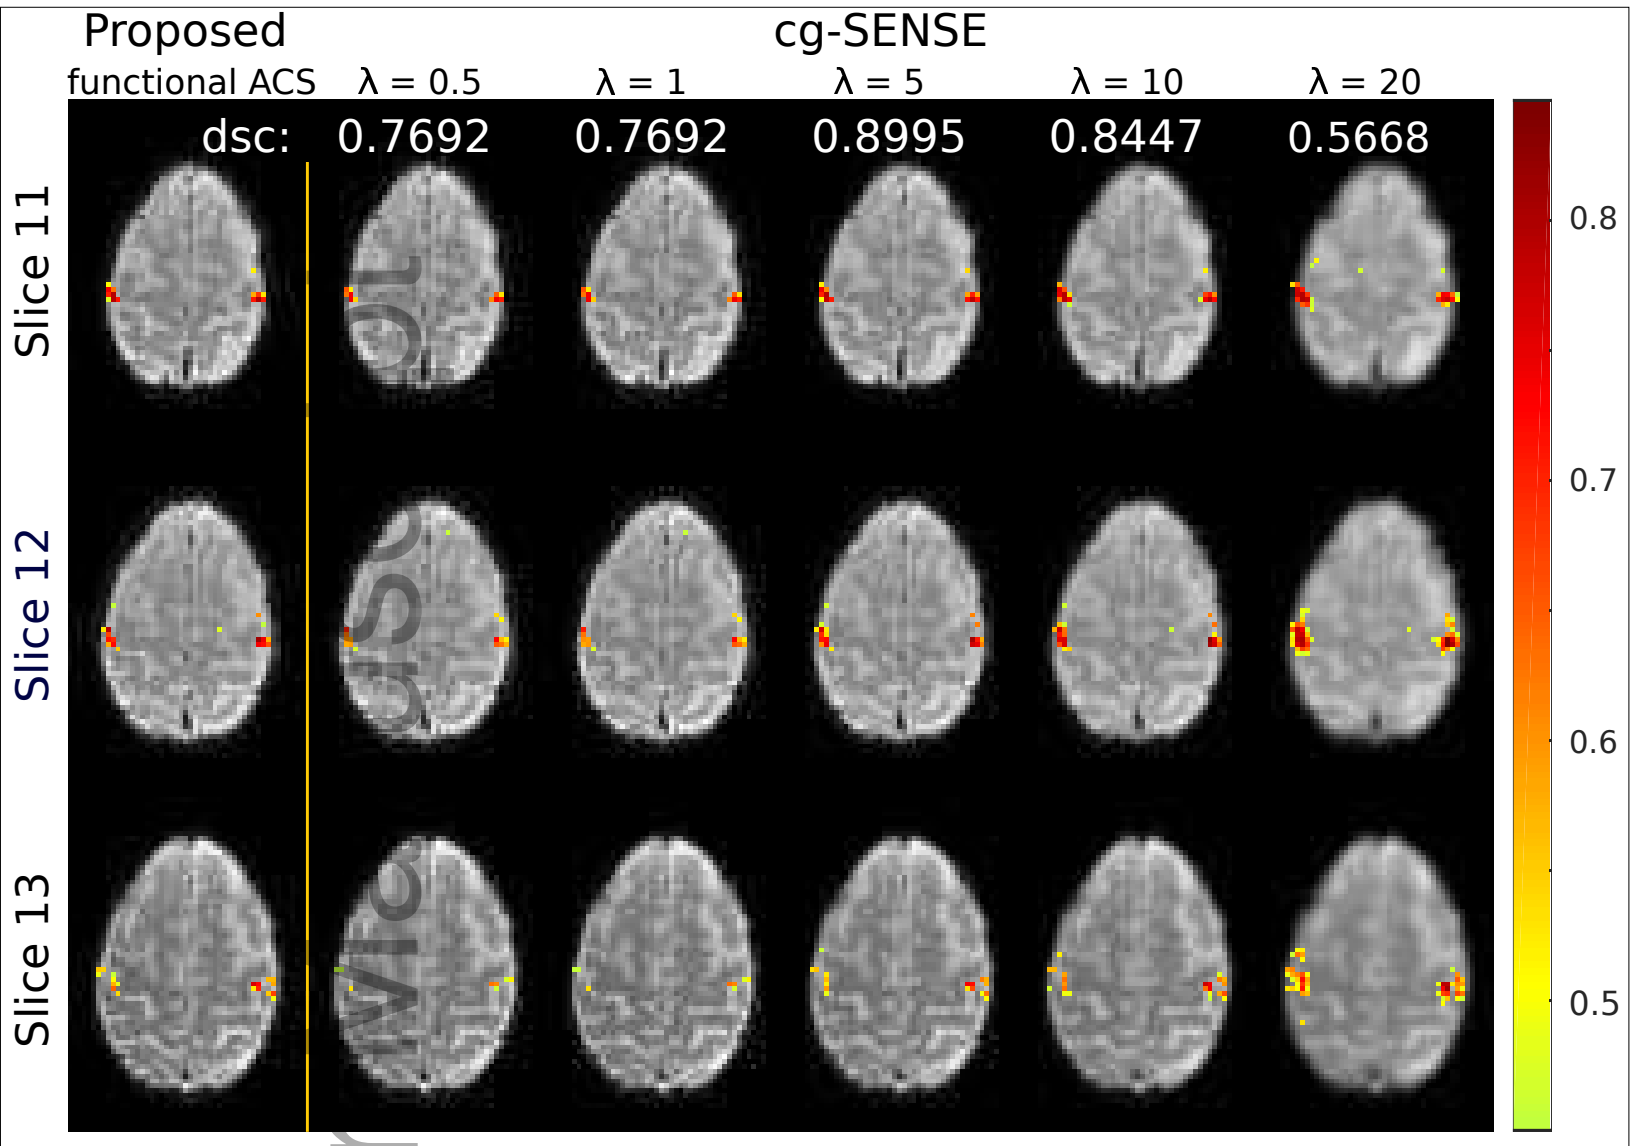 Proposed cg-SENSE
functional ACS λ = 0.5 λ = 1 λ = 5 λ = 10 λ = 20
dsc: 0.7692 0.7692 0.8995 0.8447 0.5668
Slice 11
Slice 12
Slice 13
0.8
0.7
0.6
0.5